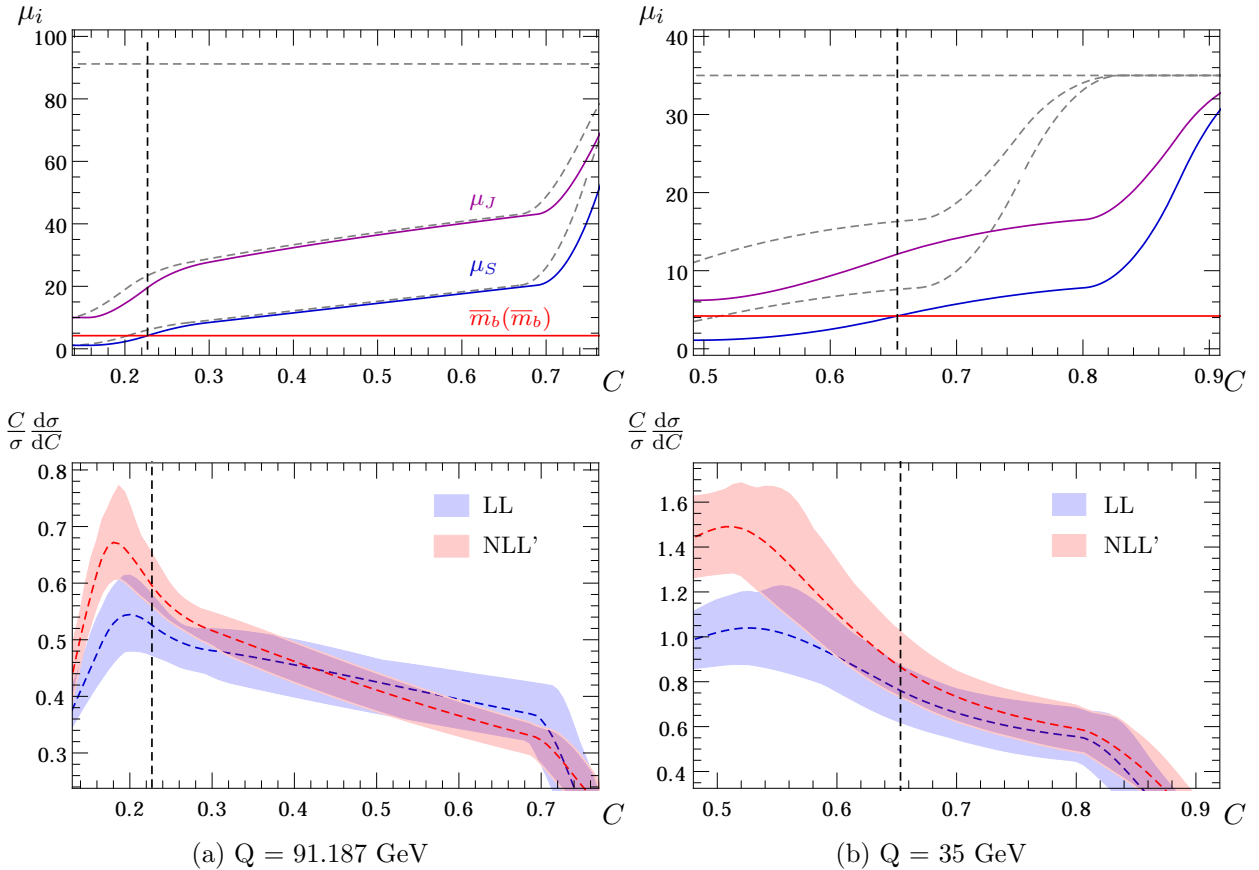 μ_i
100
80
60
40
20
0
μ_J
μ_S
m̅_b(m̅_b)
0.2 0.3 0.4 0.5 0.6 0.7 C
μ_i
40
30
20
10
0
0.5 0.6 0.7 0.8 0.9 C
C/σ dσ/dC
0.8
0.7
0.6
0.5
0.4
0.3
LL
NLL’
0.2 0.3 0.4 0.5 0.6 0.7 C
(a) Q = 91.187 GeV
C/σ dσ/dC
1.6
1.4
1.2
1.0
0.8
0.6
0.4
LL
NLL’
0.5 0.6 0.7 0.8 0.9 C
(b) Q = 35 GeV